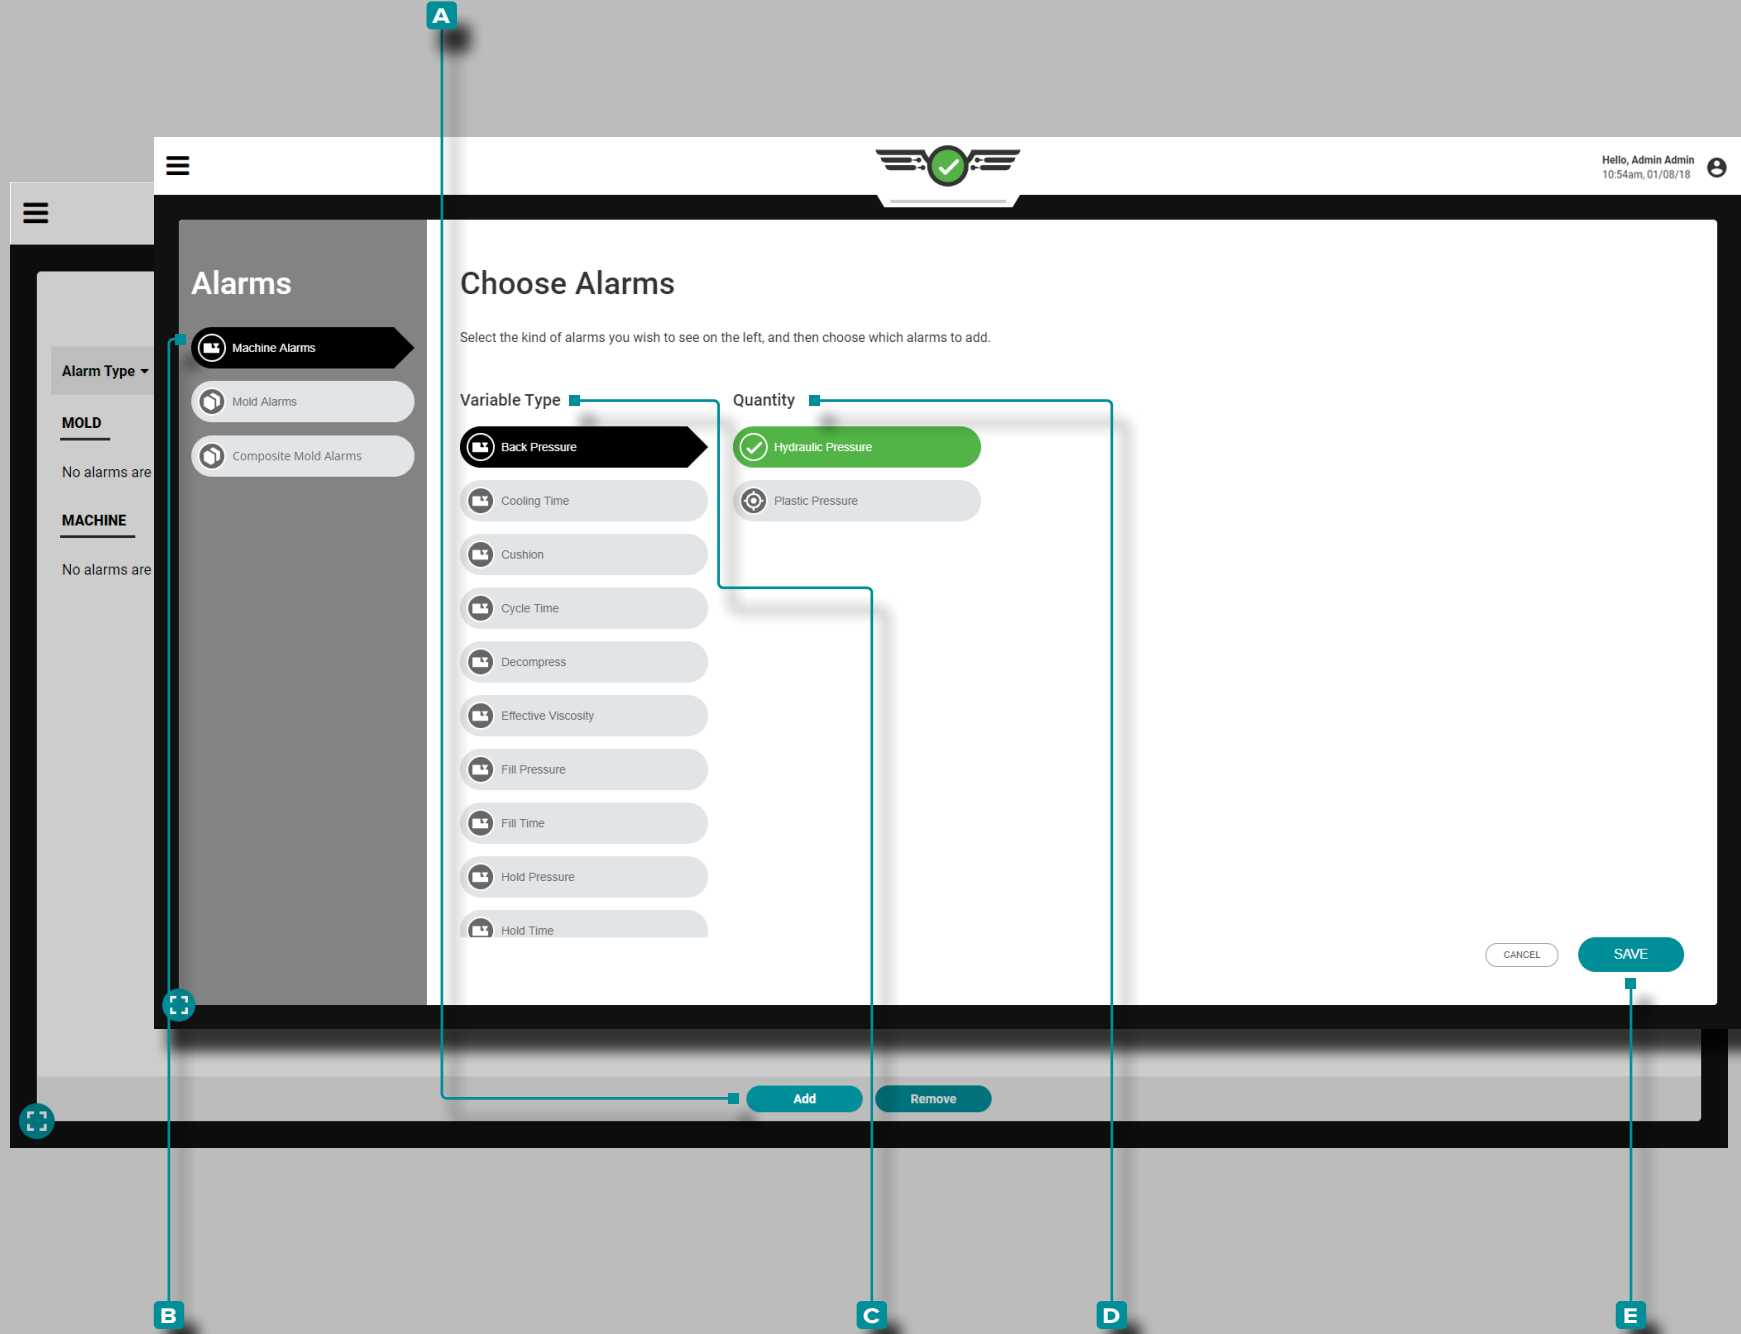 A
Hello, Admin Admin
10:54am, 01/08/18
Alarms
Machine Alarms
Mold Alarms
Composite Mold Alarms
Choose Alarms
Select the kind of alarms you wish to see on the left, and then choose which alarms to add.
Variable Type
Back Pressure
Cooling Time
Cushion
Cycle Time
Decompress
Effective Viscosity
Fill Pressure
Fill Time
Hold Pressure
Hold Time
Quantity
Hydraulic Pressure
Plastic Pressure
CANCEL
SAVE
Alarm Type
MOLD
No alarms are
MACHINE
No alarms are
Add
Remove
B
C
D
E